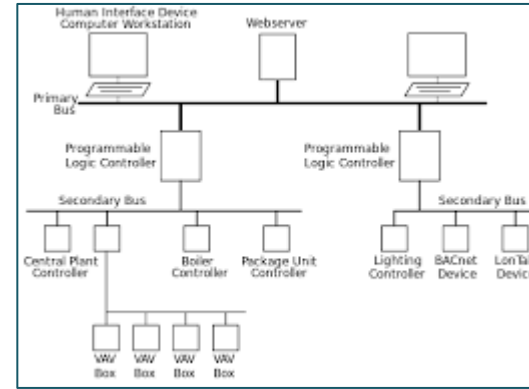 Human Interface Device
Computer Workstation
Webserver
Primary
Bus
Programmable
Logic Controller
Programmable
Logic Controller
Secondary Bus
Secondary Bus
Central Plant
Controller
Boiler
Controller
Package Unit
Controller
Lighting
Controller
BACnet
Device
LonTal
Device
VAV
Box
VAV
Box
VAV
Box
VAV
Box